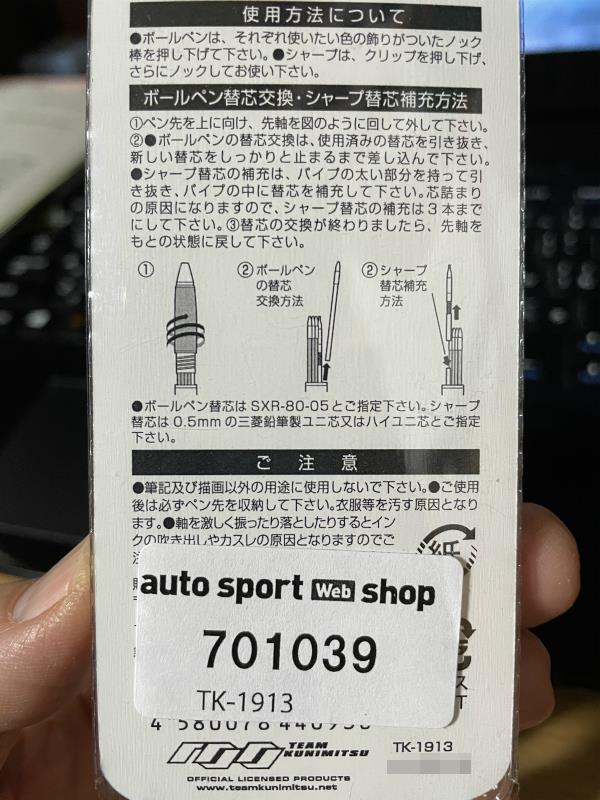 使用方法について
●ボールペンは、それぞれ使いたい色の飾りがついたノック
棒を押し下げて下さい。●シャープは、クリップを押し下げ、
さらにノックしてお使い下さい。
ボールペン替芯交換・シャープ替芯補充方法
①ペン先を上に向け、先軸を図のように回して外して下さい。
②●ボールペンの替芯交換は、使用済みの替芯を引き抜き、
新しい替芯をしっかりと止まるまで差し込んで下さい。
●シャープ替芯の補充は、パイプの太い部分を持って引
き抜き、パイプの中に替芯を補充して下さい。芯詰まり
の原因になりますので、シャープ替芯の補充は3本まで
にして下さい。③替芯の交換が終わりましたら、先軸を
もとの状態に戻して下さい。
①
②ボールペン
の替芯
交換方法
②シャープ
替芯補充
方法
●ボールペン替芯はSXR-80-05とご指定下さい。シャープ
替芯は0.5mmの三菱鉛筆製ユニ芯又はハイユニ芯とご指定
下さい。
ご注意
●筆記及び描画以外の用途に使用しないで下さい。●ご使用
後は必ずペン先を収納して下さい。衣服等を汚す原因となり
ます。●軸を激しく振ったり落としたりするとイン
クの吹き出しやカスレの原因となりますのでご
紙
auto sport Web shop
701039
TK-1913
4 580078 440950
100 TEAM
KUNIMITSU
TK-1913
OFFICIAL LICENSED PRODUCTS
www.teamkunimitsu.net